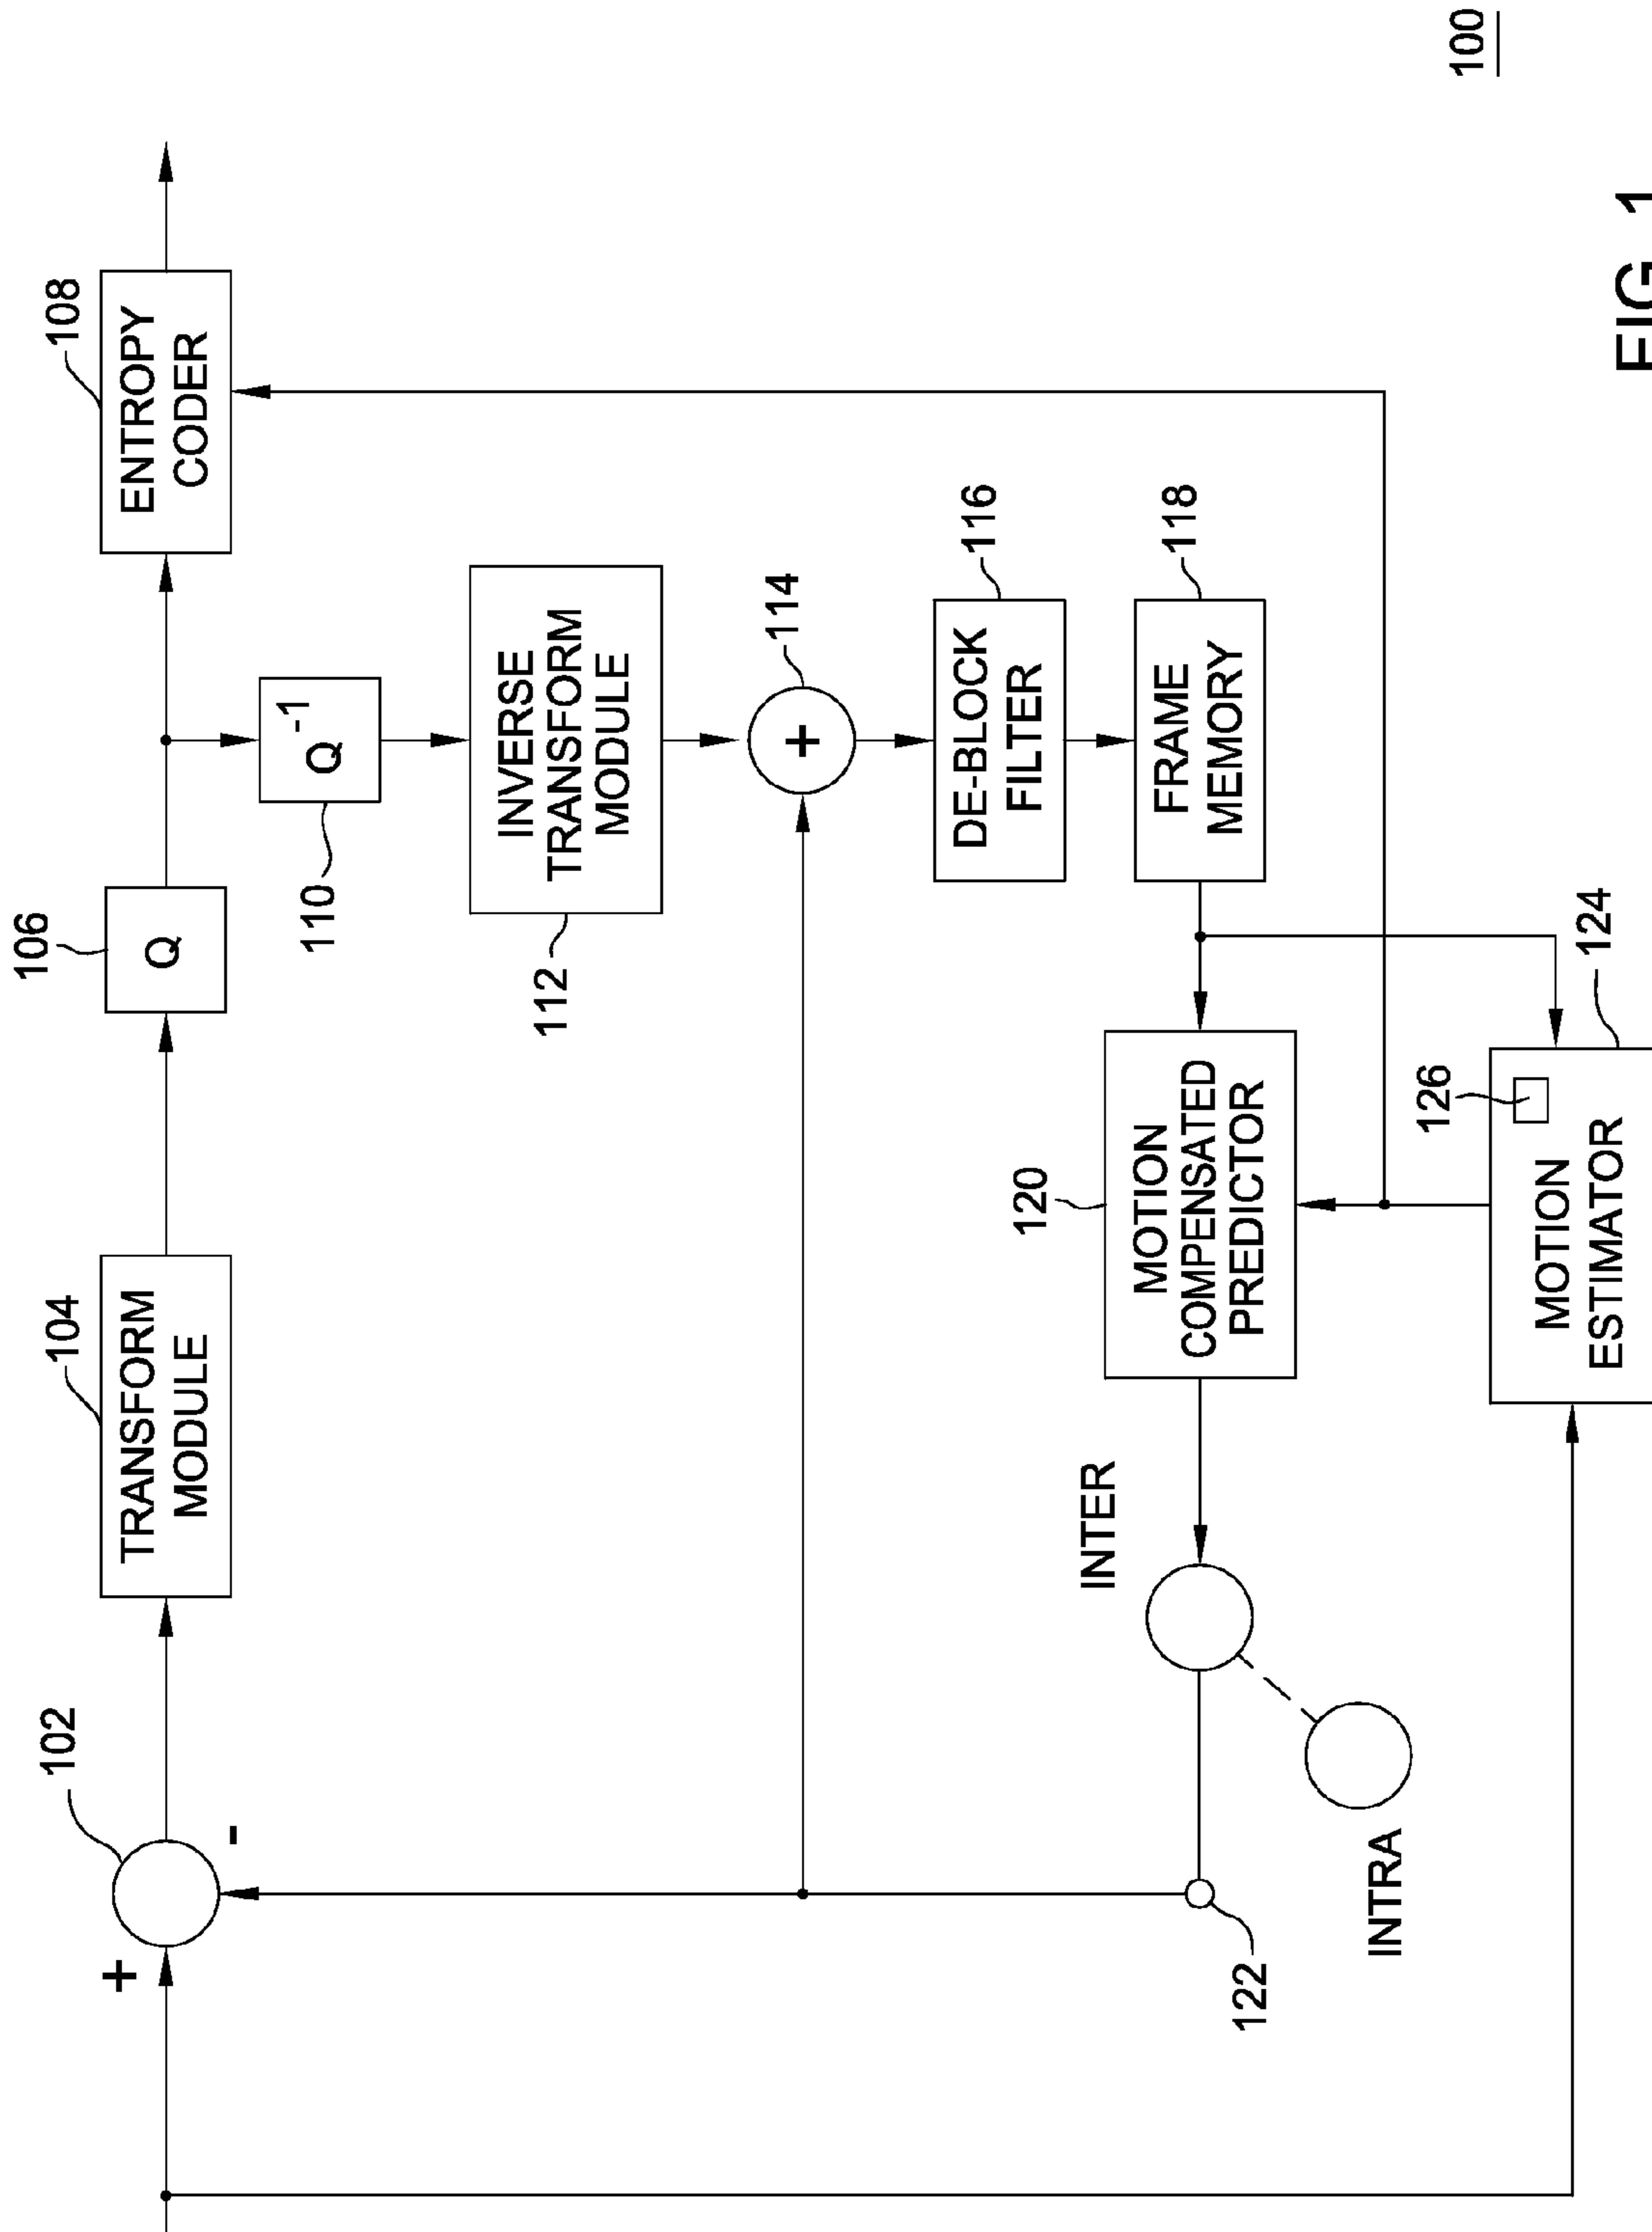 106
108
102
104
+
TRANSFORM
MODULE
Q
ENTROPY
CODER
-
110
Q⁻¹
112
INVERSE
TRANSFORM
MODULE
114
+
116
DE-BLOCK
FILTER
118
FRAME
MEMORY
120
MOTION
COMPENSATED
PREDICTOR
INTER
122
INTRA
126
124
MOTION
ESTIMATOR
100
FIG. 1